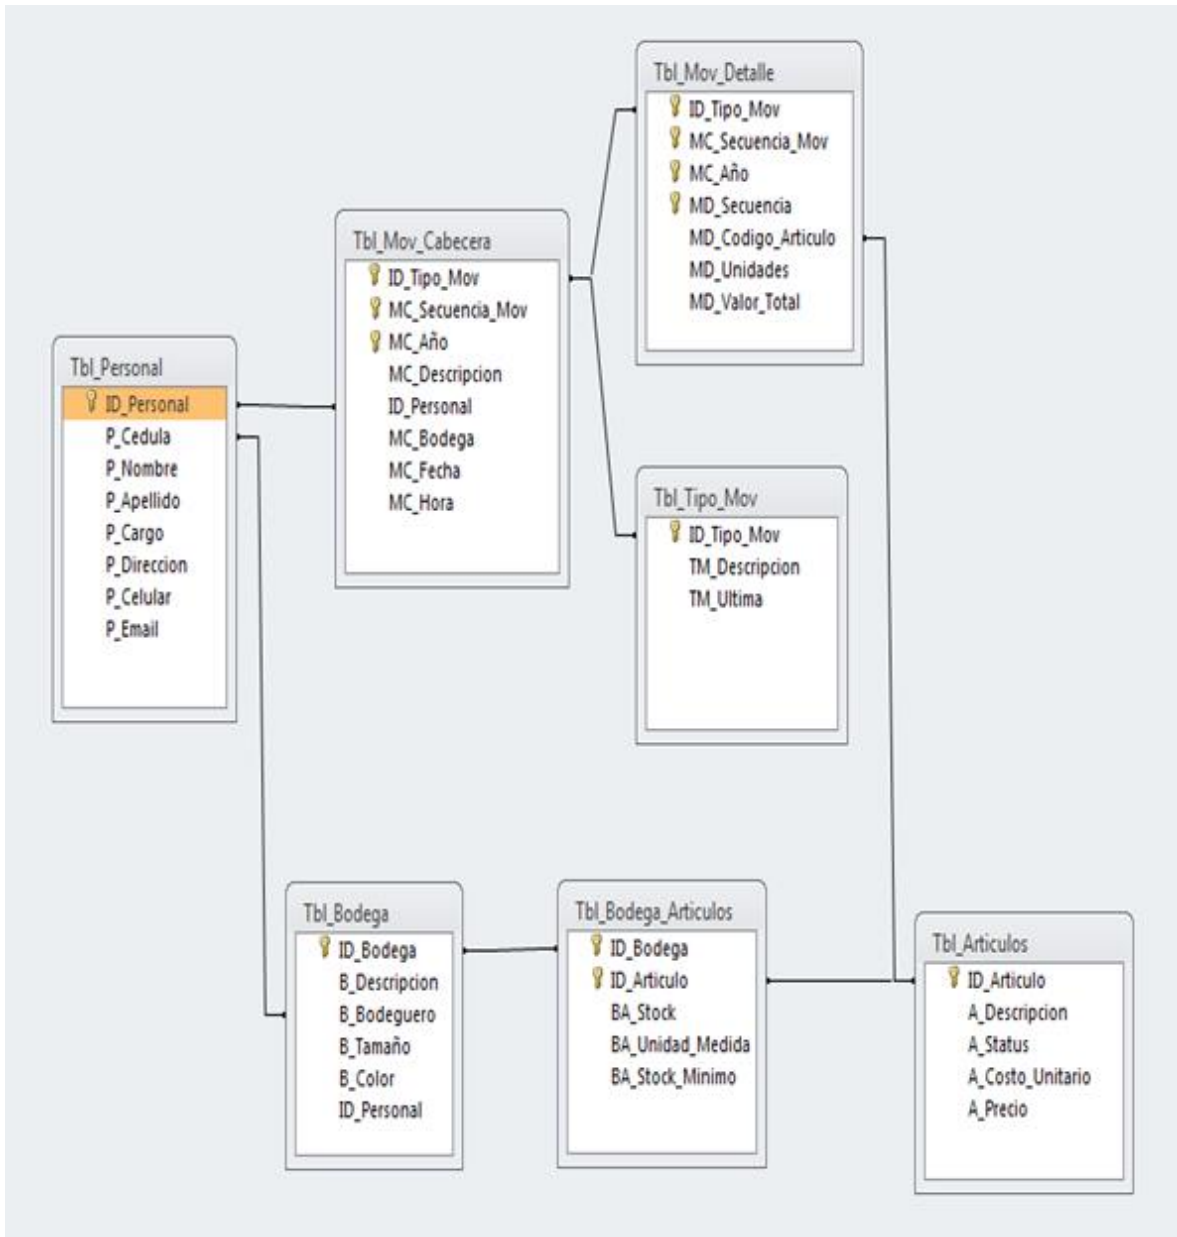 Tbl_Mov_Detalle
ID_Tipo_Mov
MC_Secuencia_Mov
MC_Año
MD_Secuencia
MD_Codigo_Articulo
MD_Unidades
MD_Valor_Total
Tbl_Mov_Cabecera
ID_Tipo_Mov
MC_Secuencia_Mov
MC_Año
MC_Descripcion
ID_Personal
MC_Bodega
MC_Fecha
MC_Hora
Tbl_Personal
ID_Personal
P_Cedula
P_Nombre
P_Apellido
P_Cargo
P_Direccion
P_Celular
P_Email
Tbl_Tipo_Mov
ID_Tipo_Mov
TM_Descripcion
TM_Ultima
Tbl_Bodega
ID_Bodega
B_Descripcion
B_Bodeguero
B_Tamaño
B_Color
ID_Personal
Tbl_Bodega_Articulos
ID_Bodega
ID_Articulo
BA_Stock
BA_Unidad_Medida
BA_Stock_Minimo
Tbl_Articulos
ID_Articulo
A_Descripcion
A_Status
A_Costo_Unitario
A_Precio